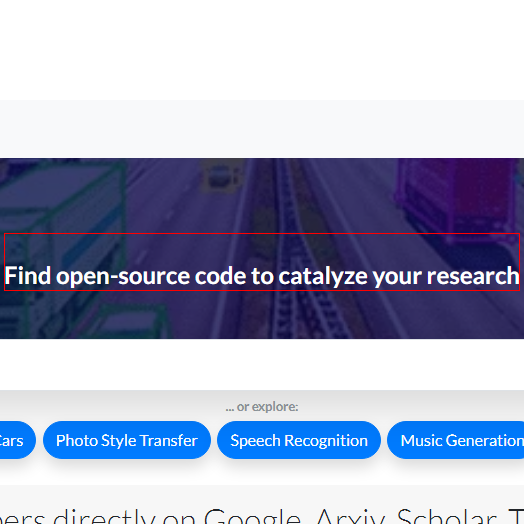 Find open-source code to catalyze your research
... or explore:
Cars Photo Style Transfer Speech Recognition Music Generation
directly on Google, Arxiv, Scholar,